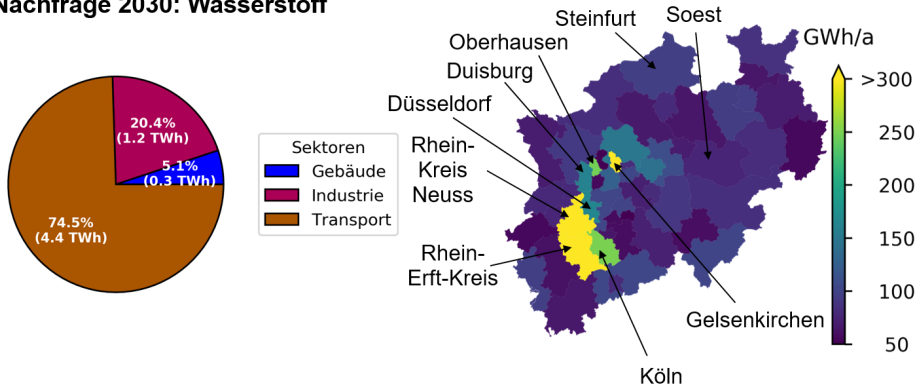 Nachfrage 2030: Wasserstoff
20.4%
(1.2 TWh)
5.1%
(0.3 TWh)
74.5%
(4.4 TWh)
Sektoren
Gebäude
Industrie
Transport
Steinfurt
Soest
Oberhausen
Duisburg
Düsseldorf
Rhein-
Kreis
Neuss
Rhein-
Erft-Kreis
Gelsenkirchen
Köln
GWh/a
>300
250
200
150
100
50